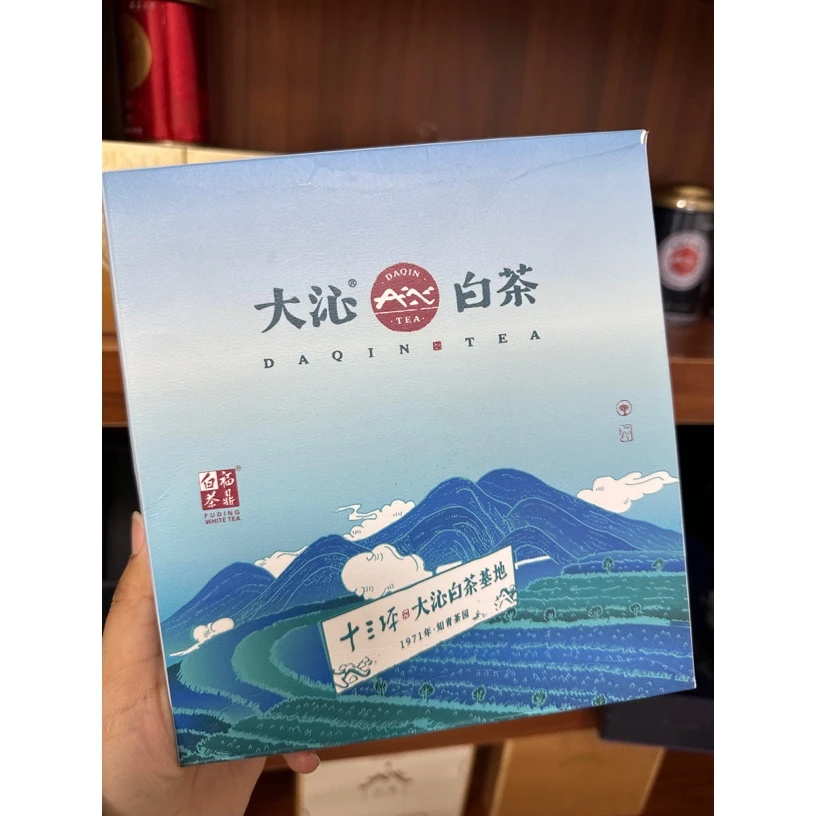 大沁® DAQIN TEA 白茶
DAQIN TEA
福鼎白茶®
FUDING
WHITE TEA
十三坪 大沁白茶基地
1971年·知青茶园